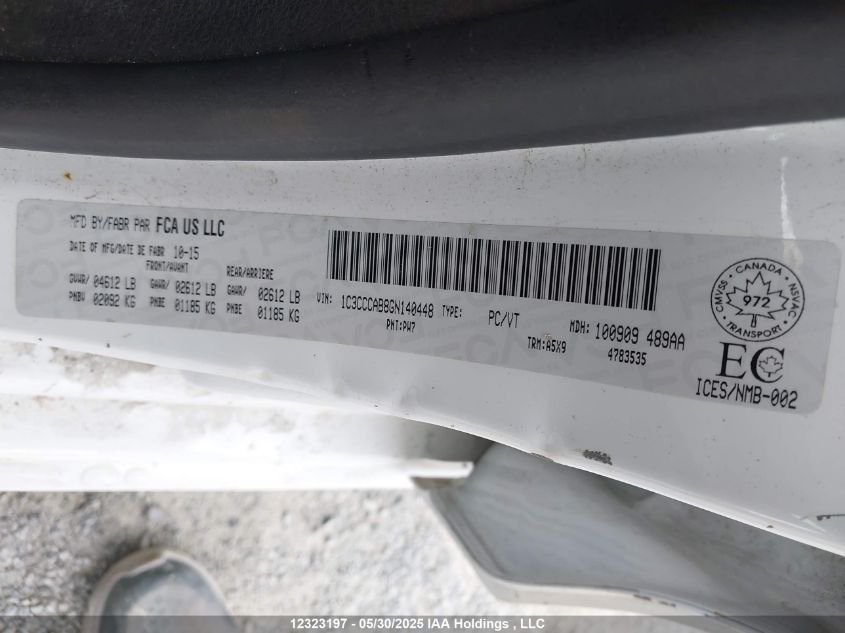 MFD BY/FABR PAR FCA US LLC
DATE OF MFG/DATE DE FABR 10-15
FRONT/AVANT REAR/ARRIERE
GVWR/ 04612 LB GAWR/ 02612 LB GAWR/ 02612 LB
PNBV 02092 KG PNBE 01185 KG PNBE 01185 KG
VIN: 1C3CCCAB8GN140448 TYPE: PC/VT MDH: 100909 489AA
PNT:PW7 TRM:A5X9 4783535
CANADA
CMVSS 972 NSVAC
TRANSPORT
EC
ICES/NMB-002
12323197 - 05/30/2025 IAA Holdings , LLC